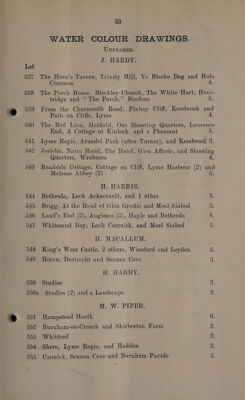 33
WATER COLOUR DRAWINGS.
UNFRAMED.
J. HARDY.
Lot
537 The Horn's Tavern, Trinity Hill, Ye Blacke Dog and Hale
Common 4.
538 The Porch House, Blockley Church, The White Hart,
tridge and "The Porch," Bindens 5.
539 From the Charmouth Road, Pinhay Cliff, Kersbrook and
Path on Cliffs, Lyme 4.
540 The Red Lion, Hatfield, Our Shooting Quarters, Laurence
End, A Cottage at Kinloch, and a Pheasant 5.
541 Lyme Regis, Arundel Park (after Turner), and Kersbrook 3.
542 Jericho, Nairn Hotel, The Hotel, Glen Affaric, and Shooting
Quarters, Wrabness 4.
543 Roadside Cottage, Cottage on Cliff, Lyme Harbour (2) and
Melrose Abbey (2) 6.
H. HARRIS.
544 Bethesda, Loch Achnervault, and 1 other 3.
545 Brigg, At the Head of Glen Grudie and Moel Siabod 3.
546 Land's End (2), Anglesea (2), Hayle and Bethesda 6.
547 Whitesand Bay, Loch Corruisk, and Moel Siabod 3.
H. MACALLUM.
548 King's Wear Castle, 2 others, Winsford and Leyden 5.
549 Hoorn, Dortrecht and Sennen Cove 3.
H. HARDY.
550 Studies 3.
550a Studies (2) and a Landscape 3.
H. W. PIPER.
551 Hampstead Heath 6.
552 Burnham-on-Crouch and Shirburton Farm 2.
553 Whitford 2.
554 Shere, Lyme Regis, and Haddon 3.
555 Cannick, Sennen Cove and Burnham Parade 3.